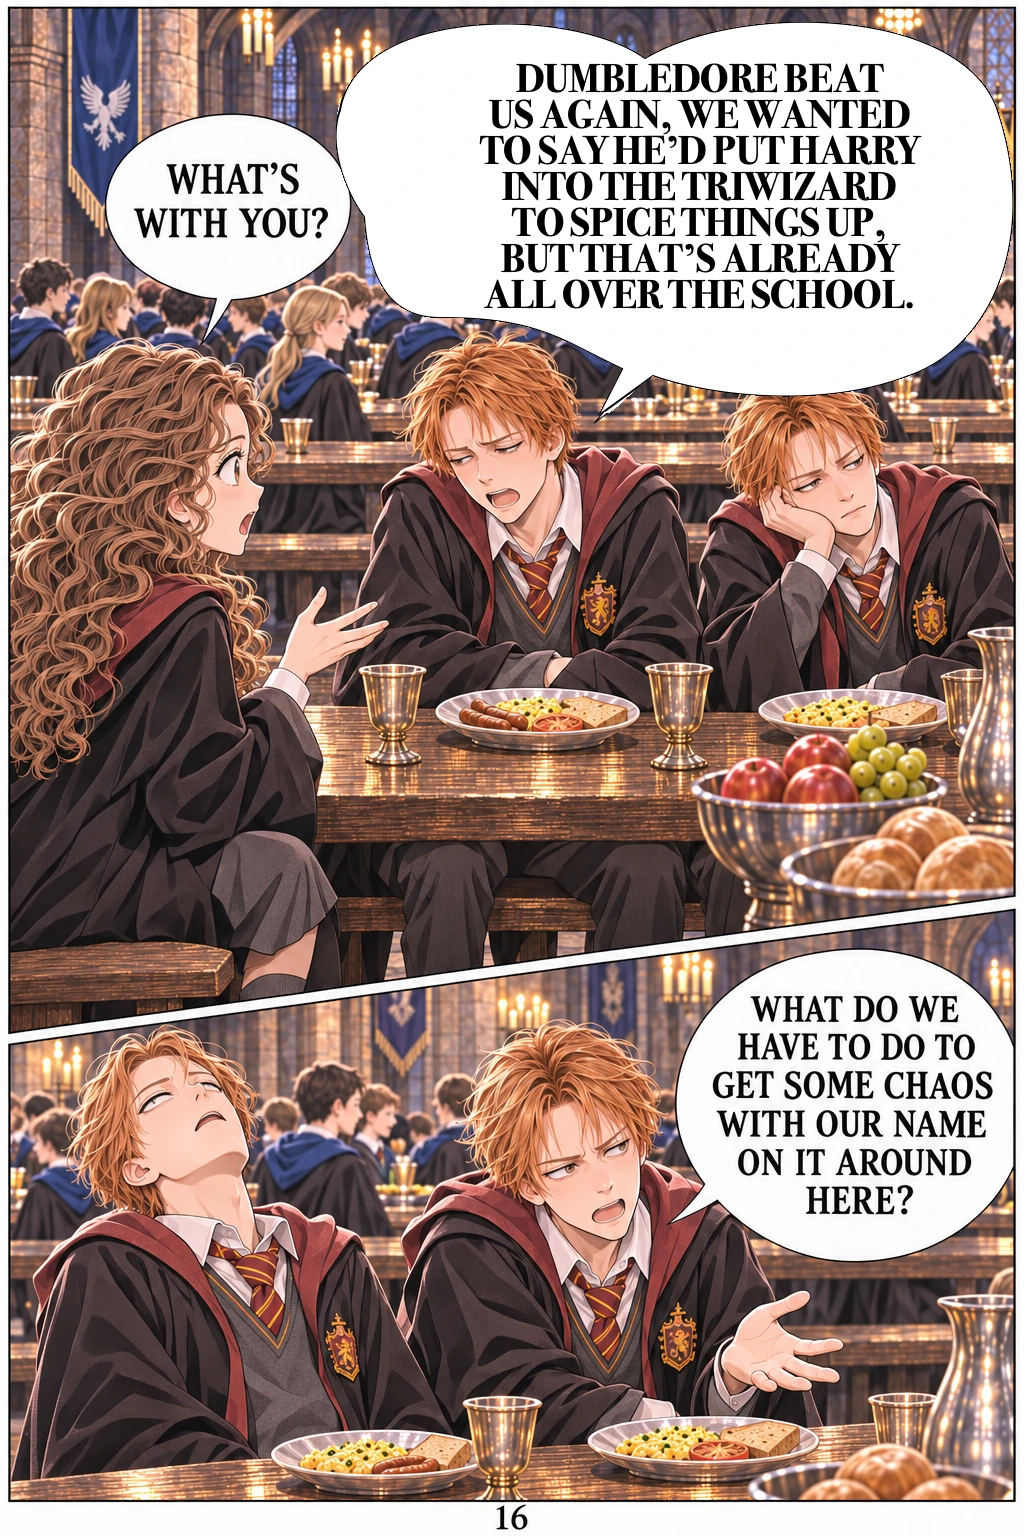 WHAT'S
WITH YOU?
DUMBLEDORE BEAT
US AGAIN, WE WANTED
TO SAY HE'D PUT HARRY
INTO THE TRIWIZARD
TO SPICE THINGS UP,
BUT THAT'S ALREADY
ALL OVER THE SCHOOL.
WHAT DO WE
HAVE TO DO TO
GET SOME CHAOS
WITH OUR NAME
ON IT AROUND
HERE?
16